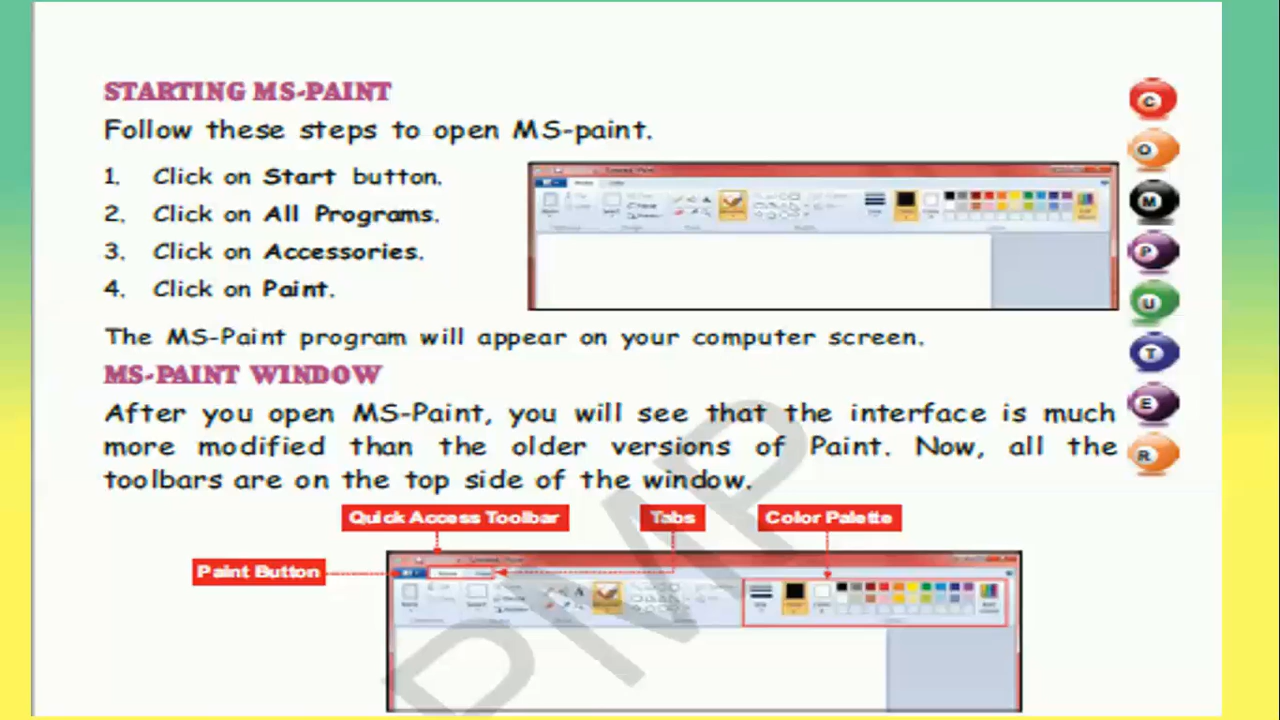 STARTING MS-PAINT
Follow these steps to open MS-paint.
1. Click on Start button.
2. Click on All Programs.
3. Click on Accessories.
4. Click on Paint.
The MS-Paint program will appear on your computer screen.
MS-PAINT WINDOW
After you open MS-Paint, you will see that the interface is much
more modified than the older versions of Paint. Now, all the
toolbars are on the top side of the window.
Quick Access Toolbar
Tabs
Color Palette
Paint Button
C
O
M
P
U
T
E
R
PMP